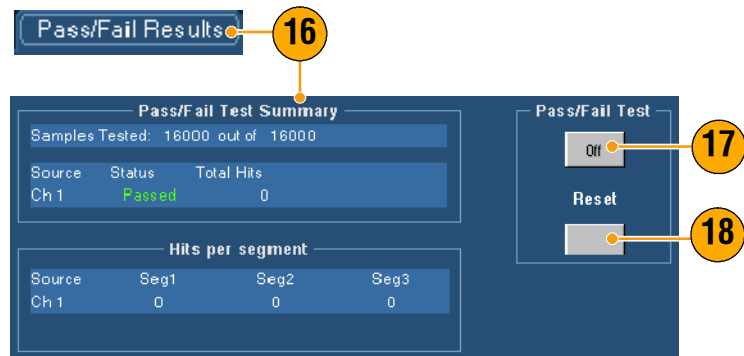 Pass/Fail Results
16
Pass/Fail Test Summary
Samples Tested: 16000 out of 16000
Source Status Total Hits
Ch 1 Passed 0
Hits per segment
Source Seg1 Seg2 Seg3
Ch 1 0 0 0
Pass/Fail Test
Off
17
Reset
18